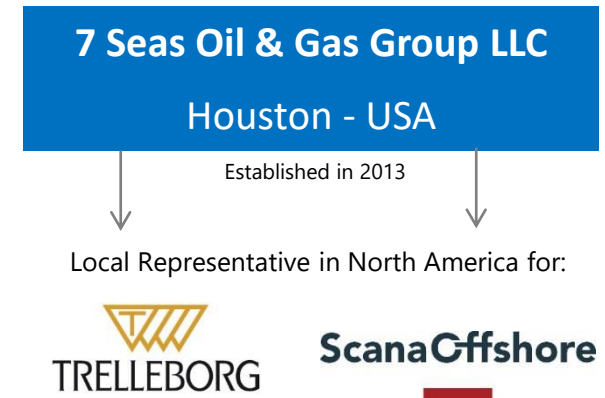 7 Seas Oil & Gas Group LLC
Houston - USA
Established in 2013
Local Representative in North America for:
TRELLEBORG
ScanaOffshore